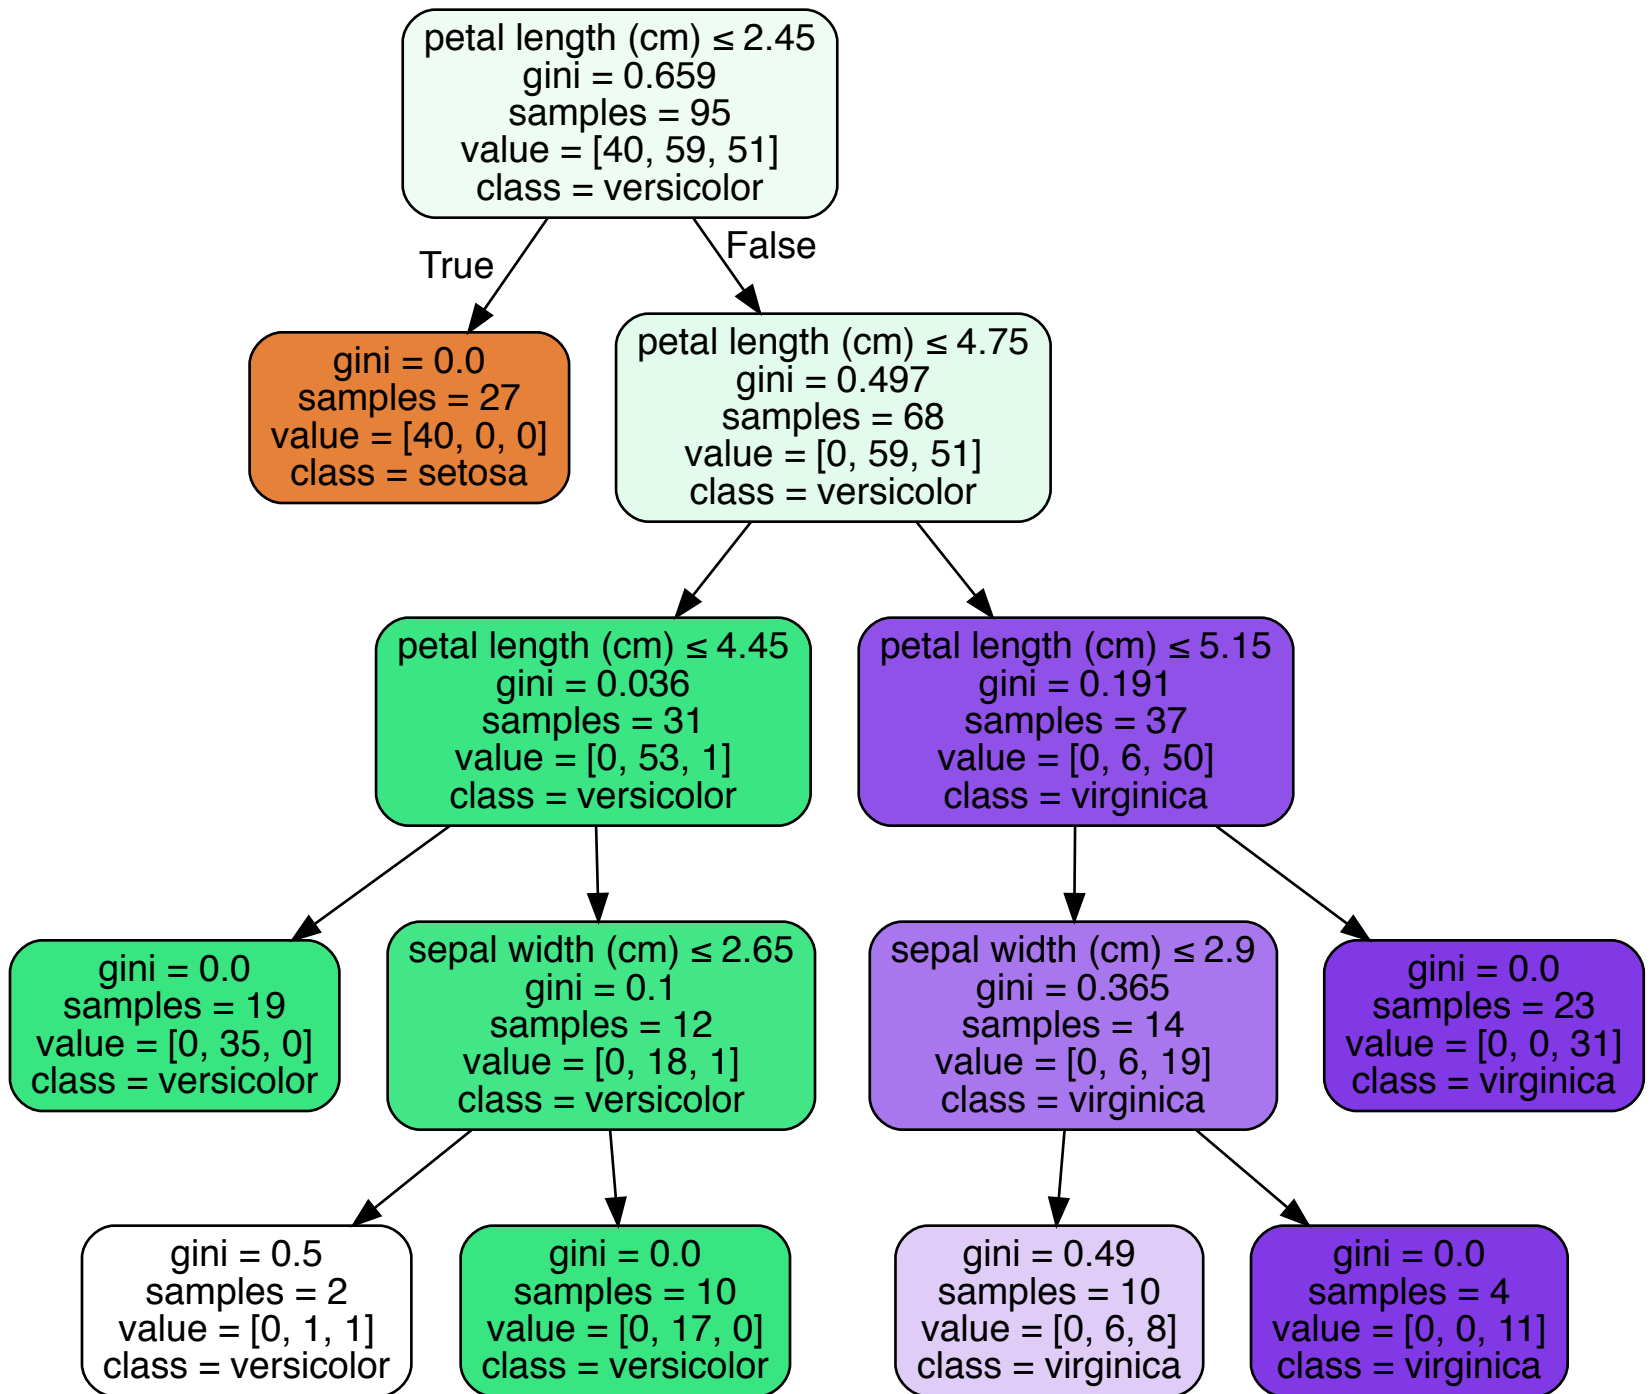 petal length (cm) ≤ 2.45
gini = 0.659
samples = 95
value = [40, 59, 51]
class = versicolor
True
False
gini = 0.0
samples = 27
value = [40, 0, 0]
class = setosa
petal length (cm) ≤ 4.75
gini = 0.497
samples = 68
value = [0, 59, 51]
class = versicolor
petal length (cm) ≤ 4.45
gini = 0.036
samples = 31
value = [0, 53, 1]
class = versicolor
petal length (cm) ≤ 5.15
gini = 0.191
samples = 37
value = [0, 6, 50]
class = virginica
gini = 0.0
samples = 19
value = [0, 35, 0]
class = versicolor
sepal width (cm) ≤ 2.65
gini = 0.1
samples = 12
value = [0, 18, 1]
class = versicolor
sepal width (cm) ≤ 2.9
gini = 0.365
samples = 14
value = [0, 6, 19]
class = virginica
gini = 0.0
samples = 23
value = [0, 0, 31]
class = virginica
gini = 0.5
samples = 2
value = [0, 1, 1]
class = versicolor
gini = 0.0
samples = 10
value = [0, 17, 0]
class = versicolor
gini = 0.49
samples = 10
value = [0, 6, 8]
class = virginica
gini = 0.0
samples = 4
value = [0, 0, 11]
class = virginica